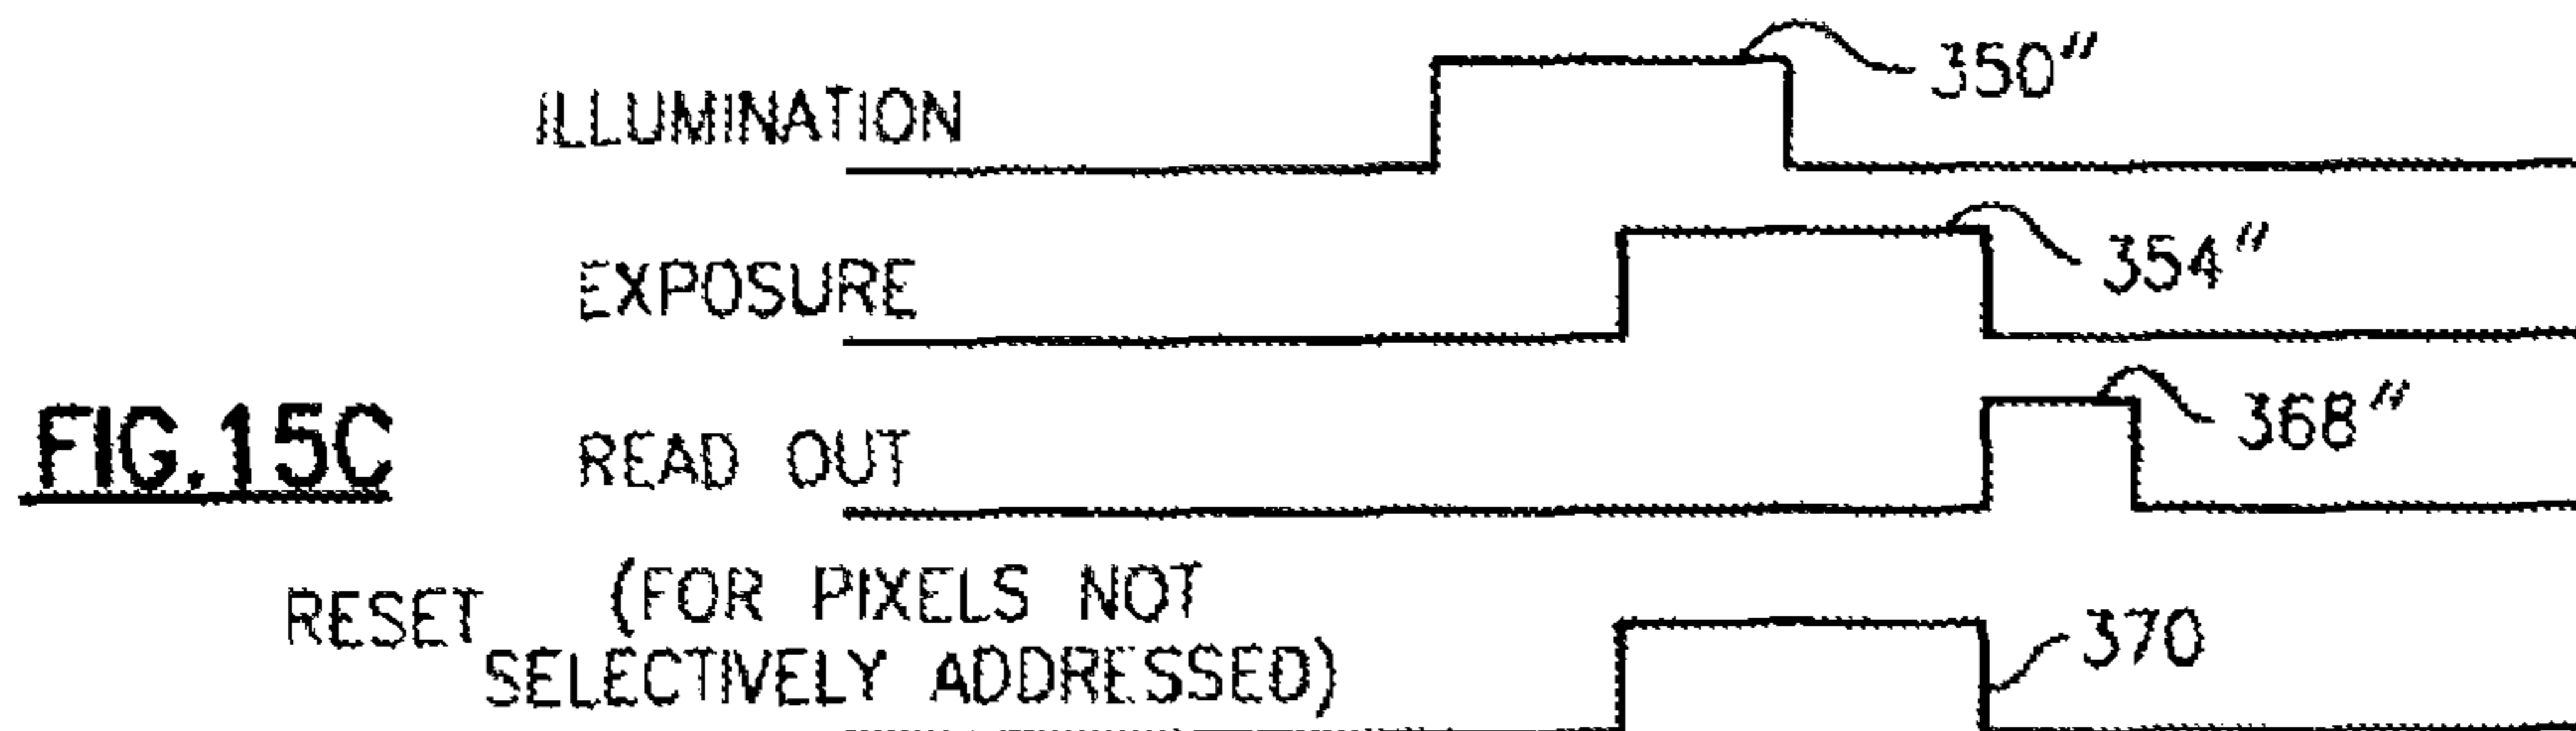 350″
ILLUMINATION
354″
EXPOSURE
368″
FIG.15C
READ OUT
RESET (FOR PIXELS NOT
SELECTIVELY ADDRESSED)
370